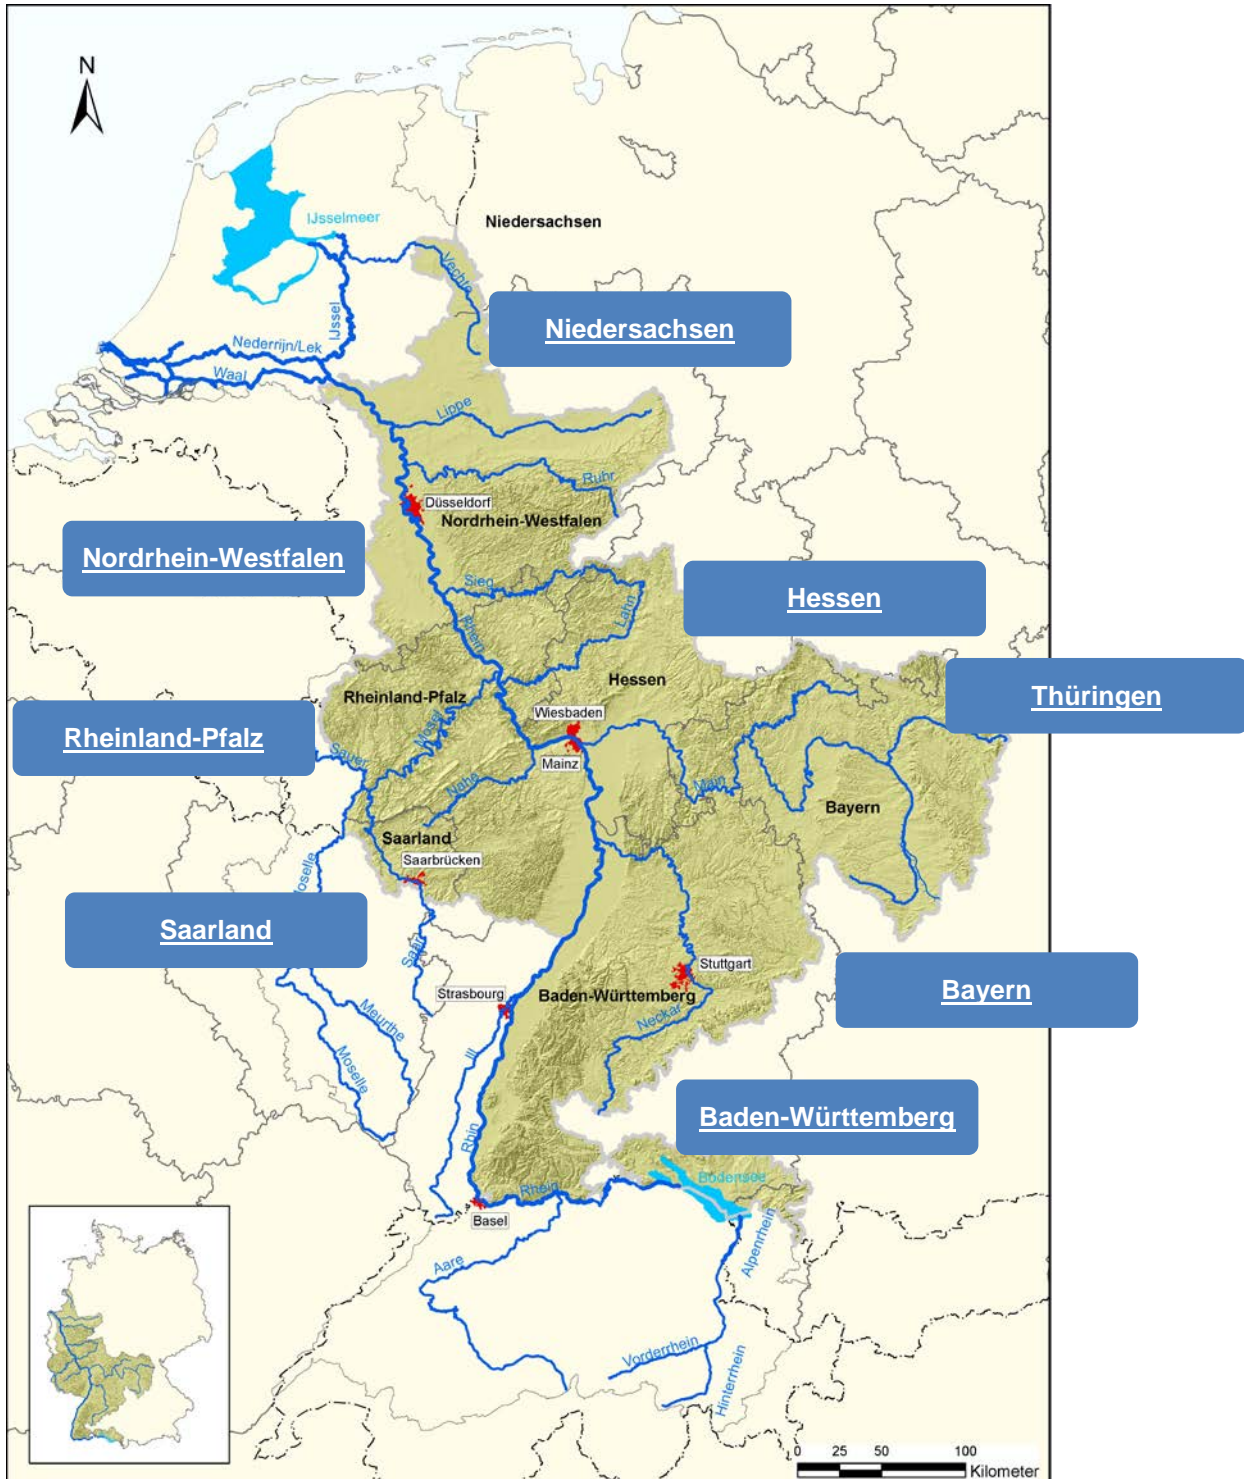 N
IJsselmeer
Niedersachsen
Vechte
Niedersachsen
IJssel
Nederrijn/Lek
Waal
Lippe
Ruhr
Düsseldorf
Nordrhein-Westfalen
Nordrhein-Westfalen
Sieg
Hessen
Lahn
Rhein
Hessen
Thüringen
Rheinland-Pfalz
Wiesbaden
Rheinland-Pfalz
Mosel
Sauer
Mainz
Nahe
Main
Bayern
Saarland
Saarbrücken
Moselle
Saarland
Saar
Stuttgart
Strasbourg
Baden-Württemberg
Bayern
Neckar
Meurthe
Moselle
Ill
Baden-Württemberg
Rhin
Bodensee
Rhein
Basel
Alpenrhein
Aare
Vorderrhein
Hinterrhein
0 25 50 100
Kilometer